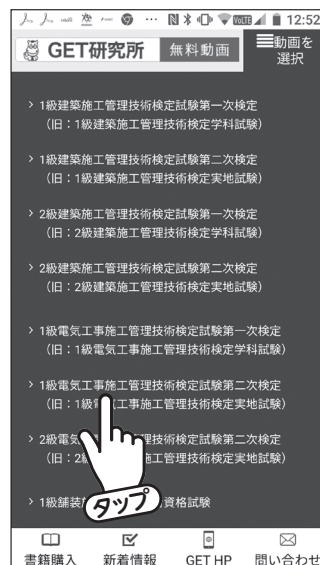 12:52
GET研究所 無料動画
動画を
選択
> 1級建築施工管理技術検定試験第一次検定
（旧：1級建築施工管理技術検定学科試験）
> 1級建築施工管理技術検定試験第二次検定
（旧：1級建築施工管理技術検定実地試験）
> 2級建築施工管理技術検定試験第一次検定
（旧：2級建築施工管理技術検定学科試験）
> 2級建築施工管理技術検定試験第二次検定
（旧：2級建築施工管理技術検定実地試験）
> 1級電気工事施工管理技術検定試験第一次検定
（旧：1級電気工事施工管理技術検定学科試験）
> 1級電気工事施工管理技術検定試験第二次検定
（旧：1級電気工事施工管理技術検定実地試験）
> 2級電気 施工管理技術検定試験第二次検定
（旧：2級 施工管理技術検定実地試験）
> 1級舗装 資格試験
タップ
書籍購入 新着情報 GET HP 問い合わせ